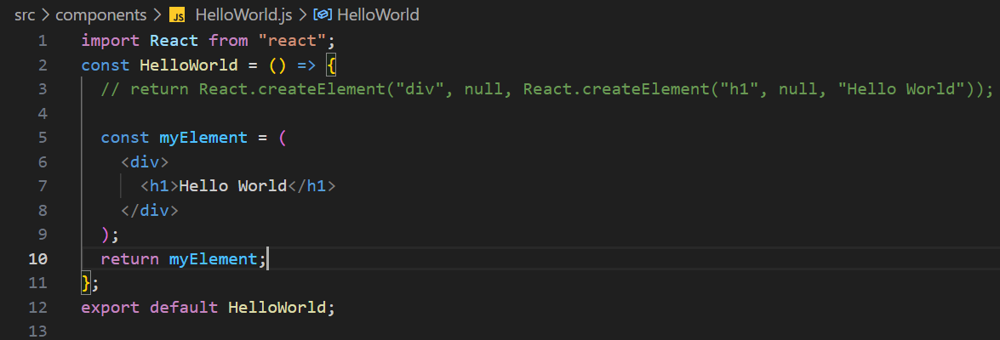 src > components > JS HelloWorld.js > HelloWorld
1 import React from "react";
2 const HelloWorld = () => {
3   // return React.createElement("div", null, React.createElement("h1", null, "Hello World"));
4
5   const myElement = (
6     <div>
7       <h1>Hello World</h1>
8     </div>
9   );
10   return myElement;
11 };
12 export default HelloWorld;
13